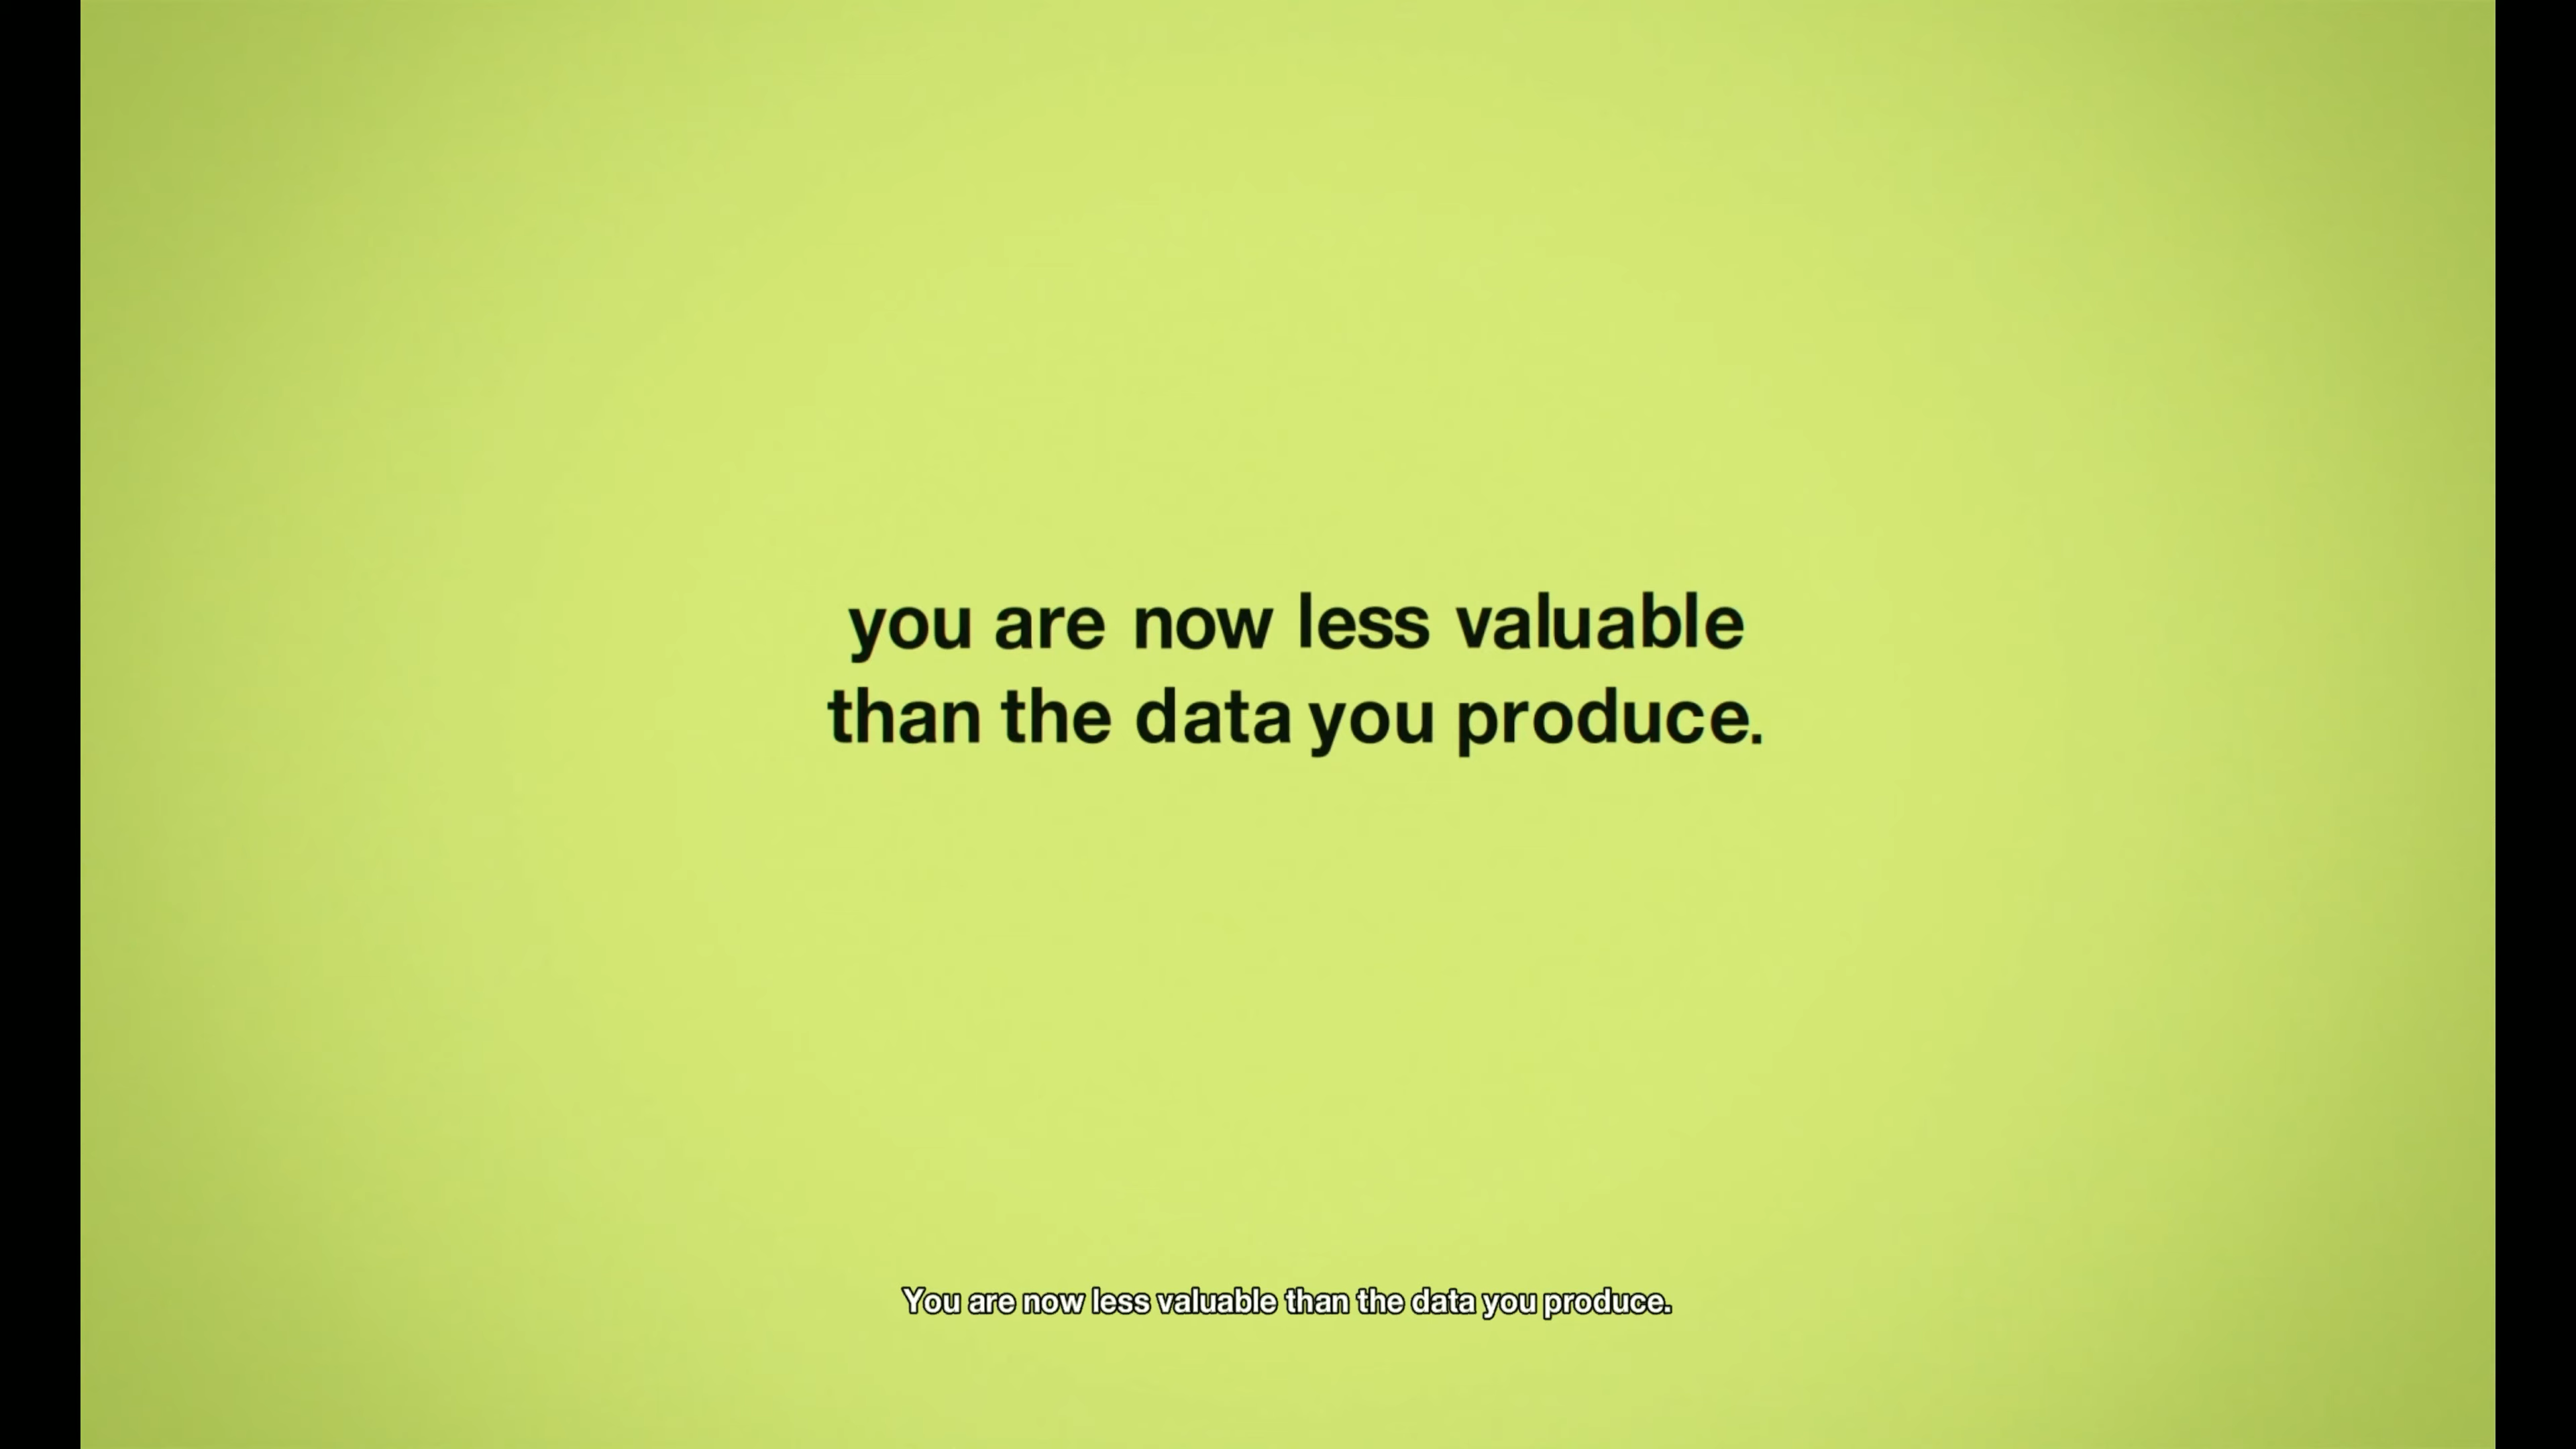 you are now less valuable
than the data you produce.
You are now less valuable than the data you produce.